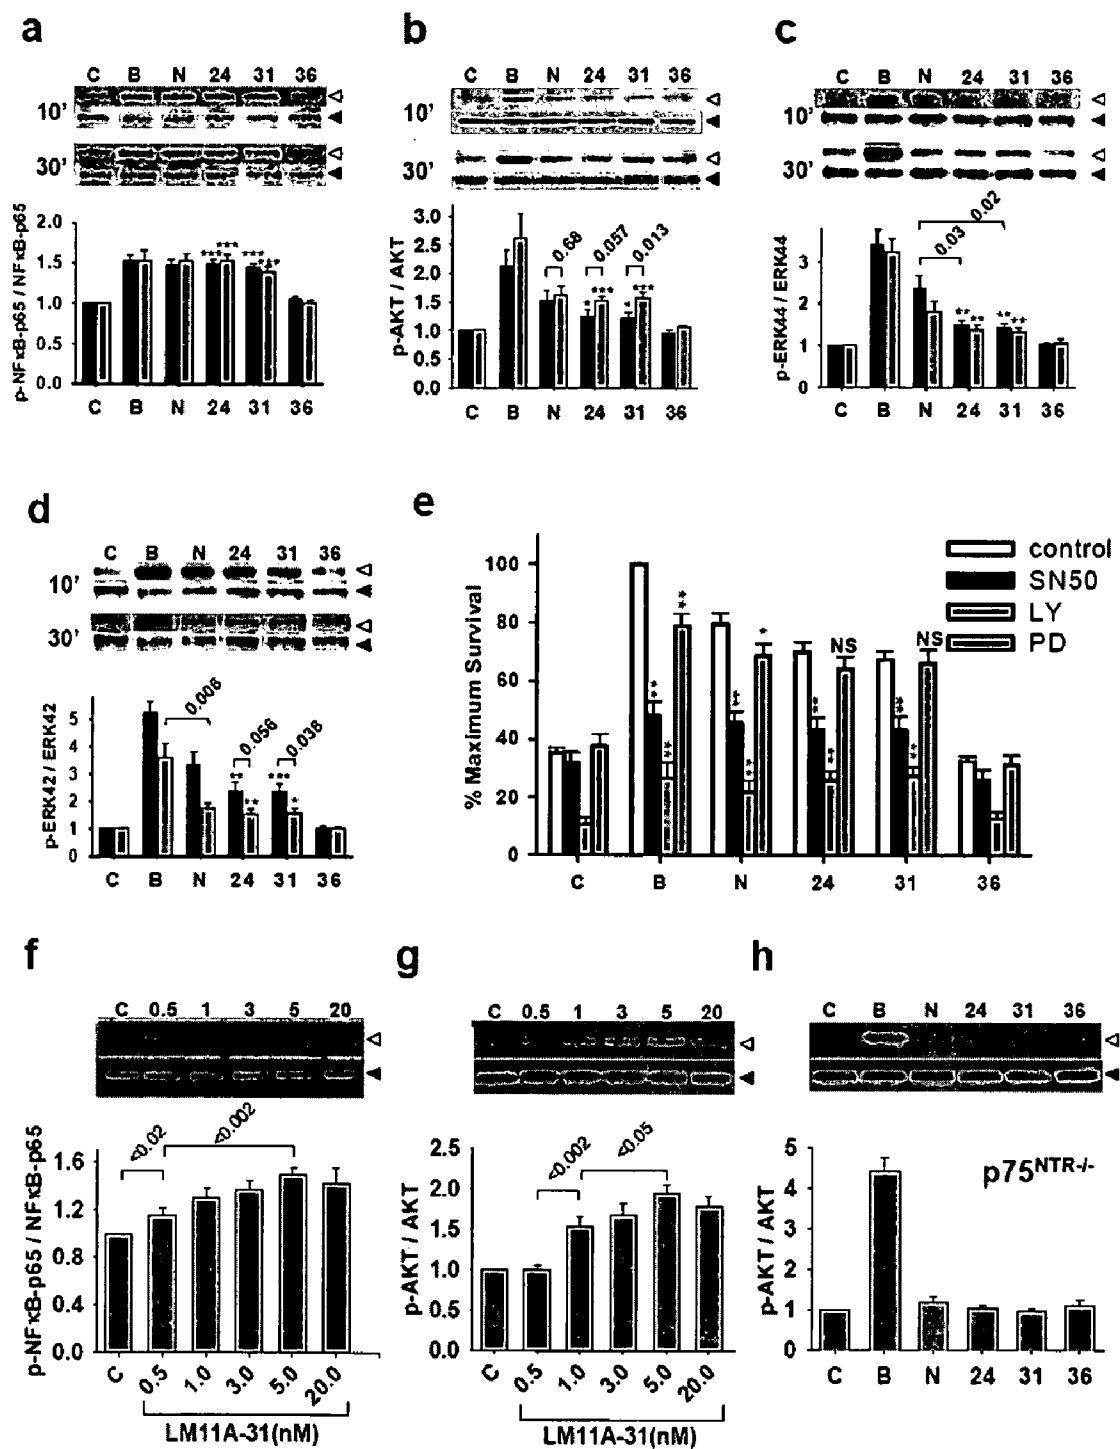 a
C B N 24 31 36
10'
30'
p-NFκB-p65 / NFκB-p65
2.0
1.5
1.0
0.5
0.0
*** *** *** ***
C B N 24 31 36
b
C B N 24 31 36
10'
30'
p-AKT / AKT
3.0
2.5
2.0
1.5
1.0
0.5
0.0
0.68 0.057 0.013
* *** * ***
C B N 24 31 36
c
C B N 24 31 36
10'
30'
p-ERK44 / ERK44
3
2
1
0
0.02
0.03
** ** ** **
C B N 24 31 36
d
C B N 24 31 36
10'
30'
p-ERK42 / ERK42
5
4
3
2
1
0
0.006 0.056 0.038
** ** *** *
C B N 24 31 36
e
% Maximum Survival
100
80
60
40
20
0
control
SN50
LY
PD
** ** **
** ** *
** ** NS
** ** NS
C B N 24 31 36
f
C 0.5 1 3 5 20
p-NFκB-p65 / NFκB-p65
1.6
1.2
0.8
0.4
0.0
<0.02 <0.002
C 0.5 1.0 3.0 5.0 20.0
LM11A-31(nM)
g
C 0.5 1 3 5 20
p-AKT / AKT
2.5
2.0
1.5
1.0
0.5
0.0
<0.002 <0.05
C 0.5 1.0 3.0 5.0 20.0
LM11A-31(nM)
h
C B N 24 31 36
p-AKT / AKT
5
4
3
2
1
0
p75NTR-/-
C B N 24 31 36